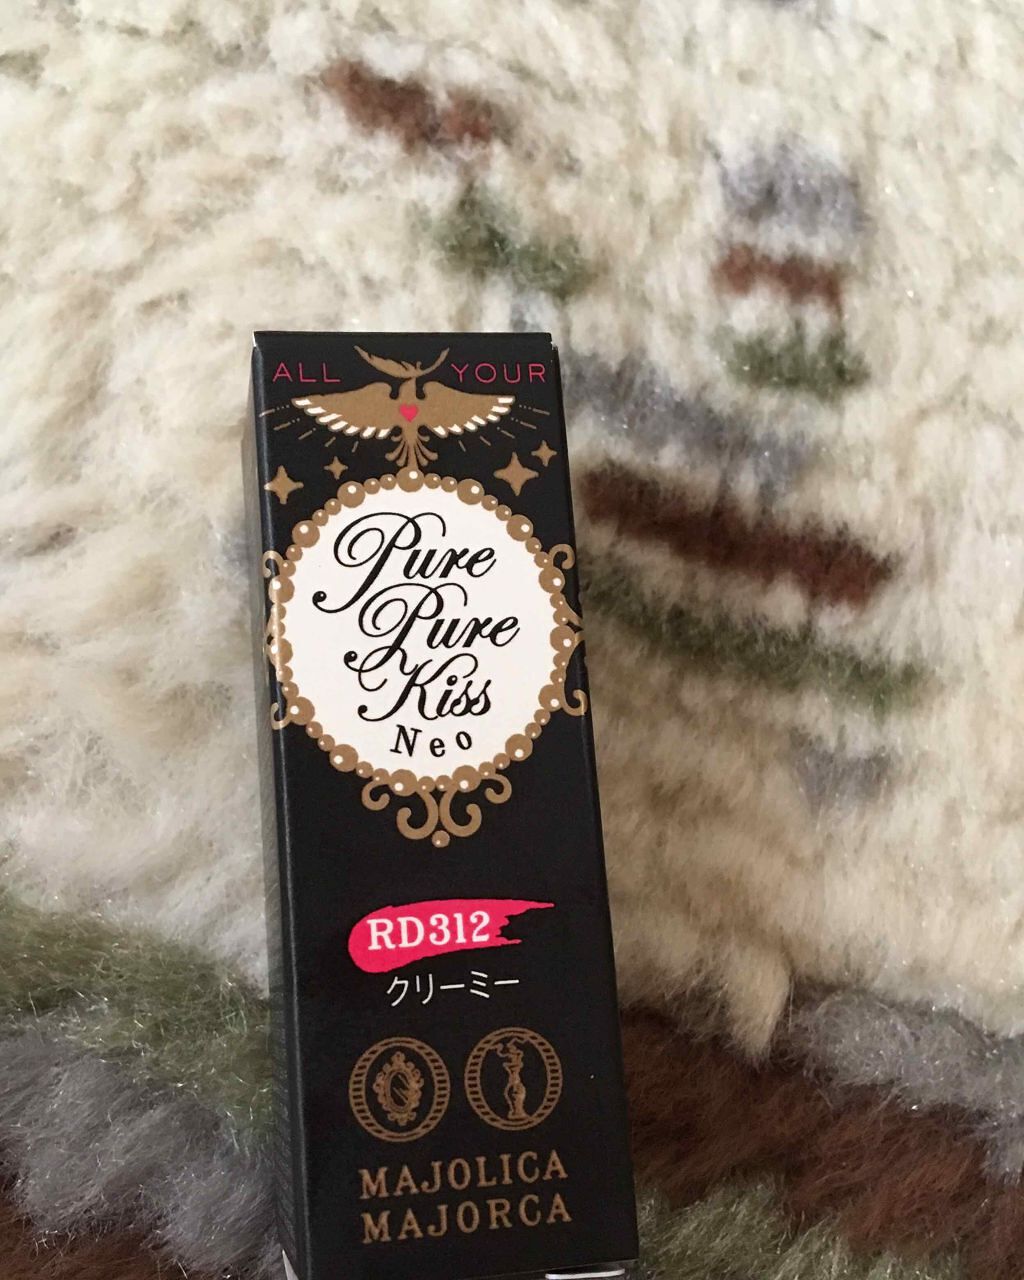 ALL YOUR
Pure
Pure
Kiss
Neo
RD312
クリーミー
MAJOLICA
MAJORCA